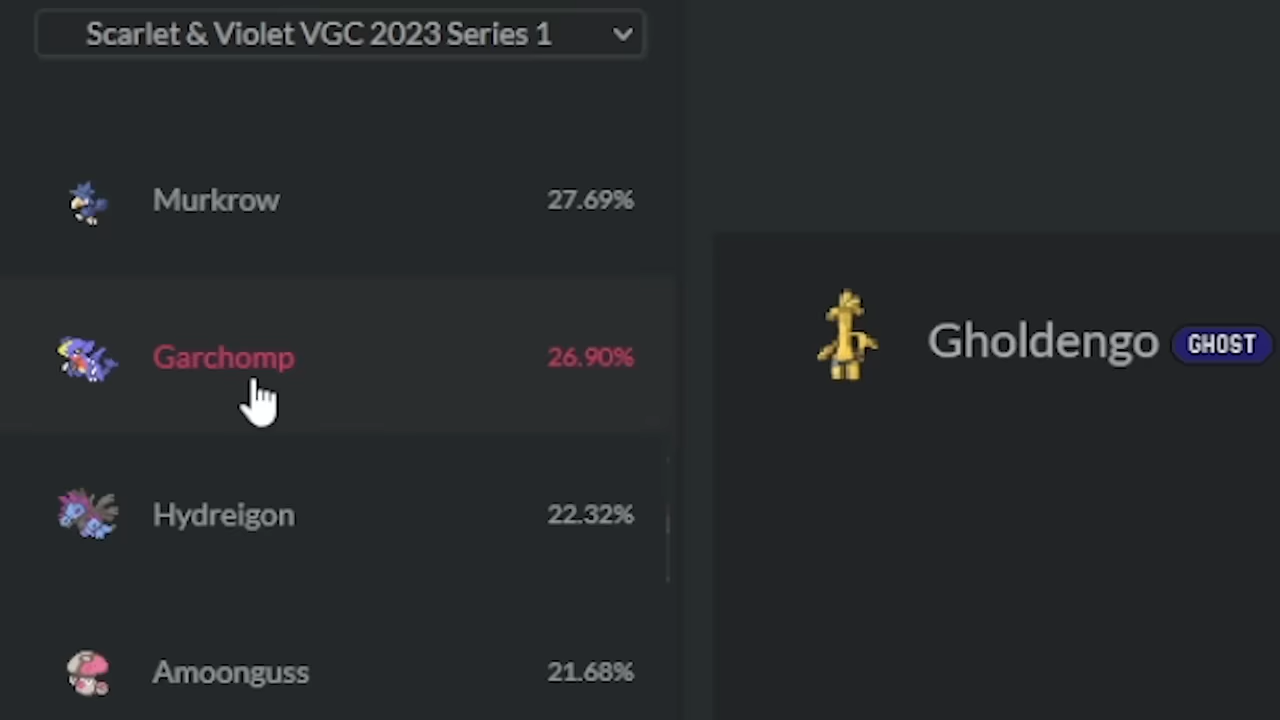 Scarlet & Violet VGC 2023 Series 1
Murkrow 27.69%
Garchomp 26.90%
Hydreigon 22.32%
Amoonguss 21.68%
Gholdengo GHOST